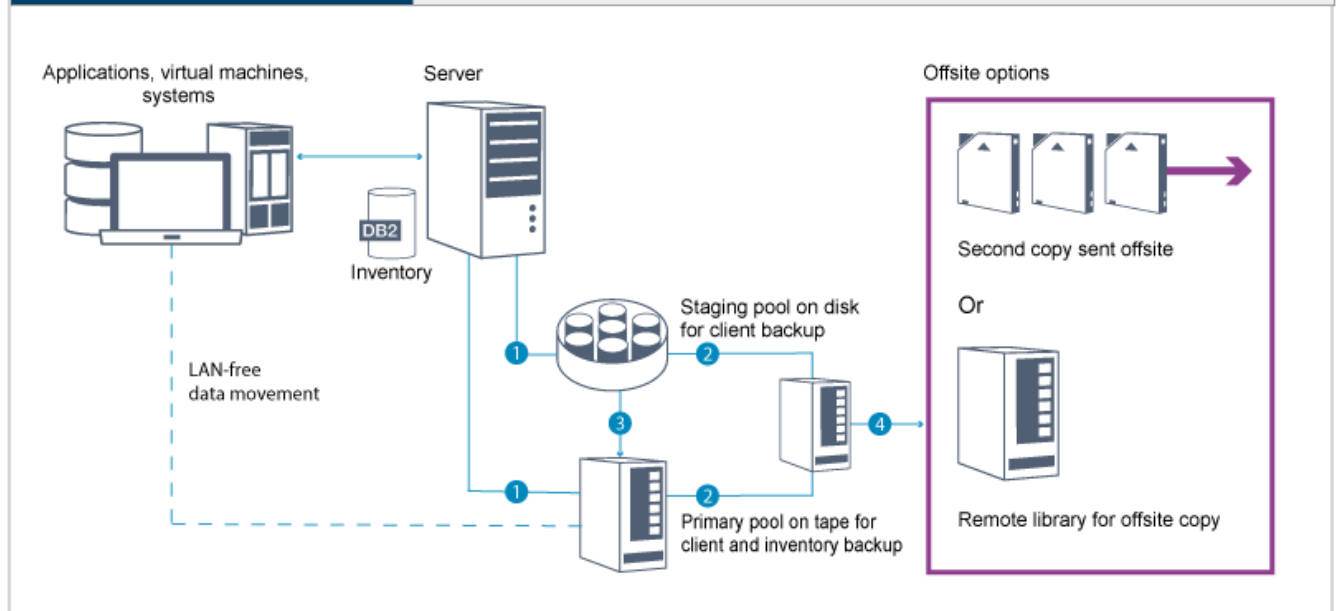 Applications, virtual machines,
systems
Server
Offsite options
DB2
Inventory
Second copy sent offsite
Staging pool on disk
for client backup
Or
1
2
LAN-free
data movement
3
4
1
2
Primary pool on tape for
client and inventory backup
Remote library for offsite copy